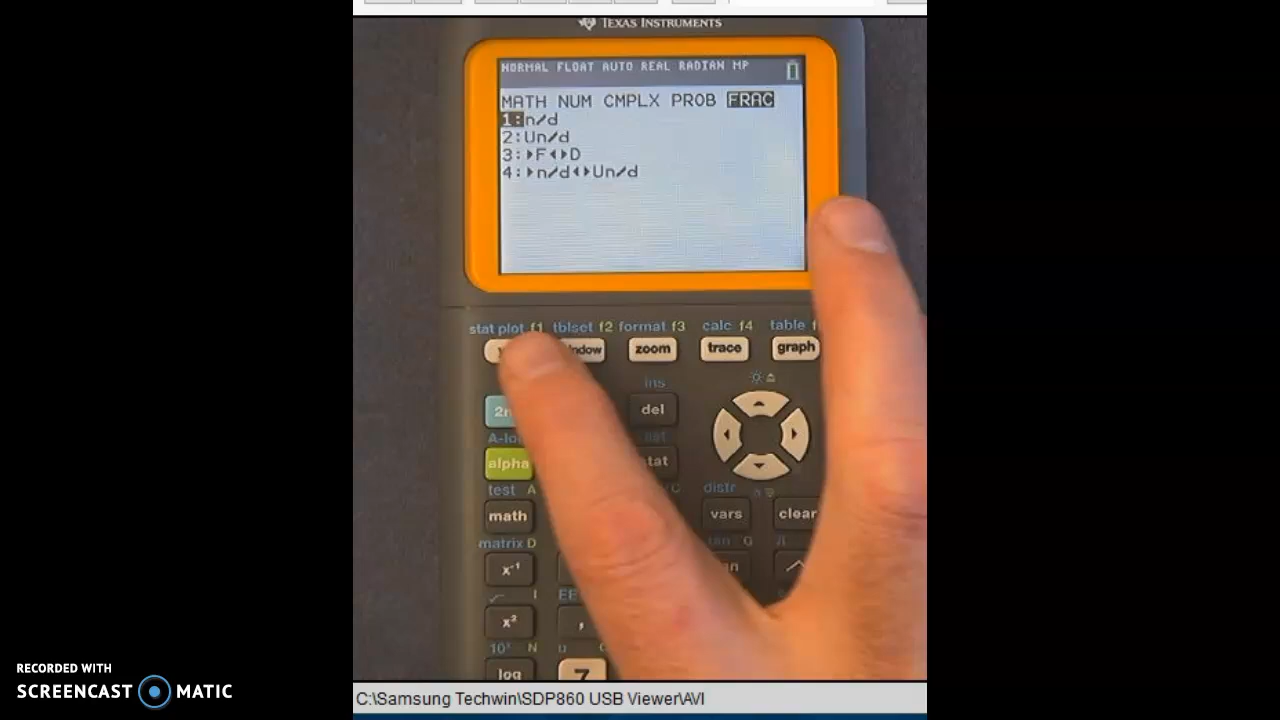 TEXAS INSTRUMENTS
NORMAL FLOAT AUTO REAL RADIAN MP
MATH NUM CMPLX PROB FRAC
1:n/d
2:Un/d
3:▸F◂▸D
4:▸n/d◂▸Un/d
stat plot f1 tblset f2 format f3 calc f4 table
zoom trace graph
ins
del
alpha
test A distr
math vars clear
matrix D
x⁻¹
I EE
x² ,
10ˣ N u
log 7
RECORDED WITH
SCREENCAST MATIC
C:\Samsung Techwin\SDP860 USB Viewer\AVI